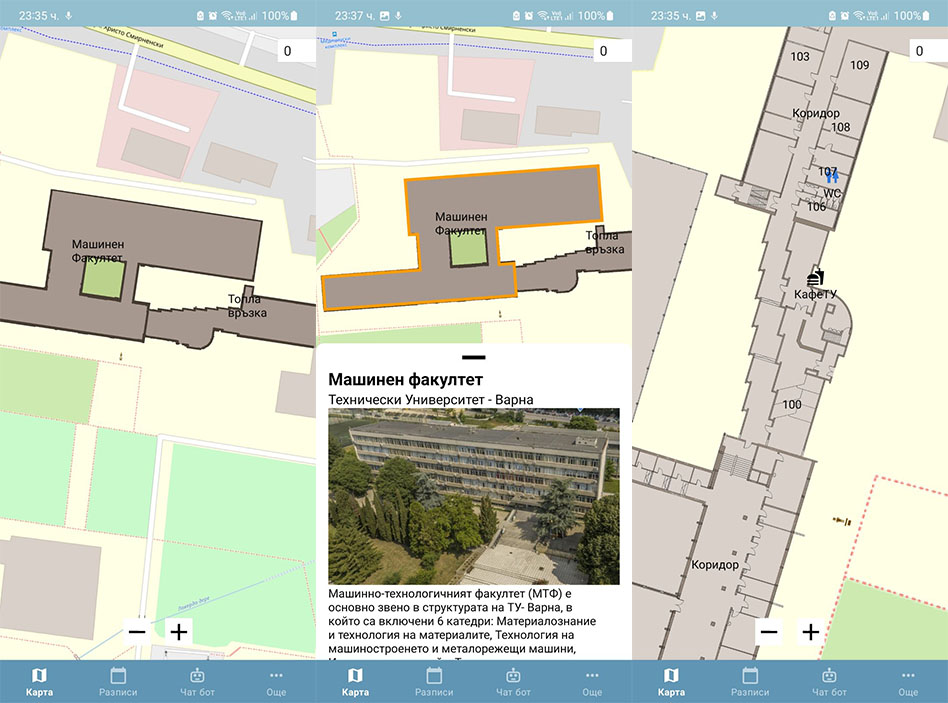 23:35 ч.
100%
Христо Смирненски
0
Машинен
Факултет
Топла
връзка
Карта
Разписи
Чат бот
Още
23:37 ч.
100%
0
Машинен
Факултет
Топла
връзка
Машинен факултет
Технически Университет - Варна
Машинно-технологичният факултет (МТФ) е
основно звено в структурата на ТУ- Варна, в
който са включени 6 катедри: Материалознание
и технология на материалите, Технология на
машиностроенето и металорежещи машини,
Карта
Разписи
Чат бот
Още
23:35 ч.
100%
0
103
109
Коридор
108
107
WC
106
КафеТУ
100
Коридор
Карта
Разписи
Чат бот
Още